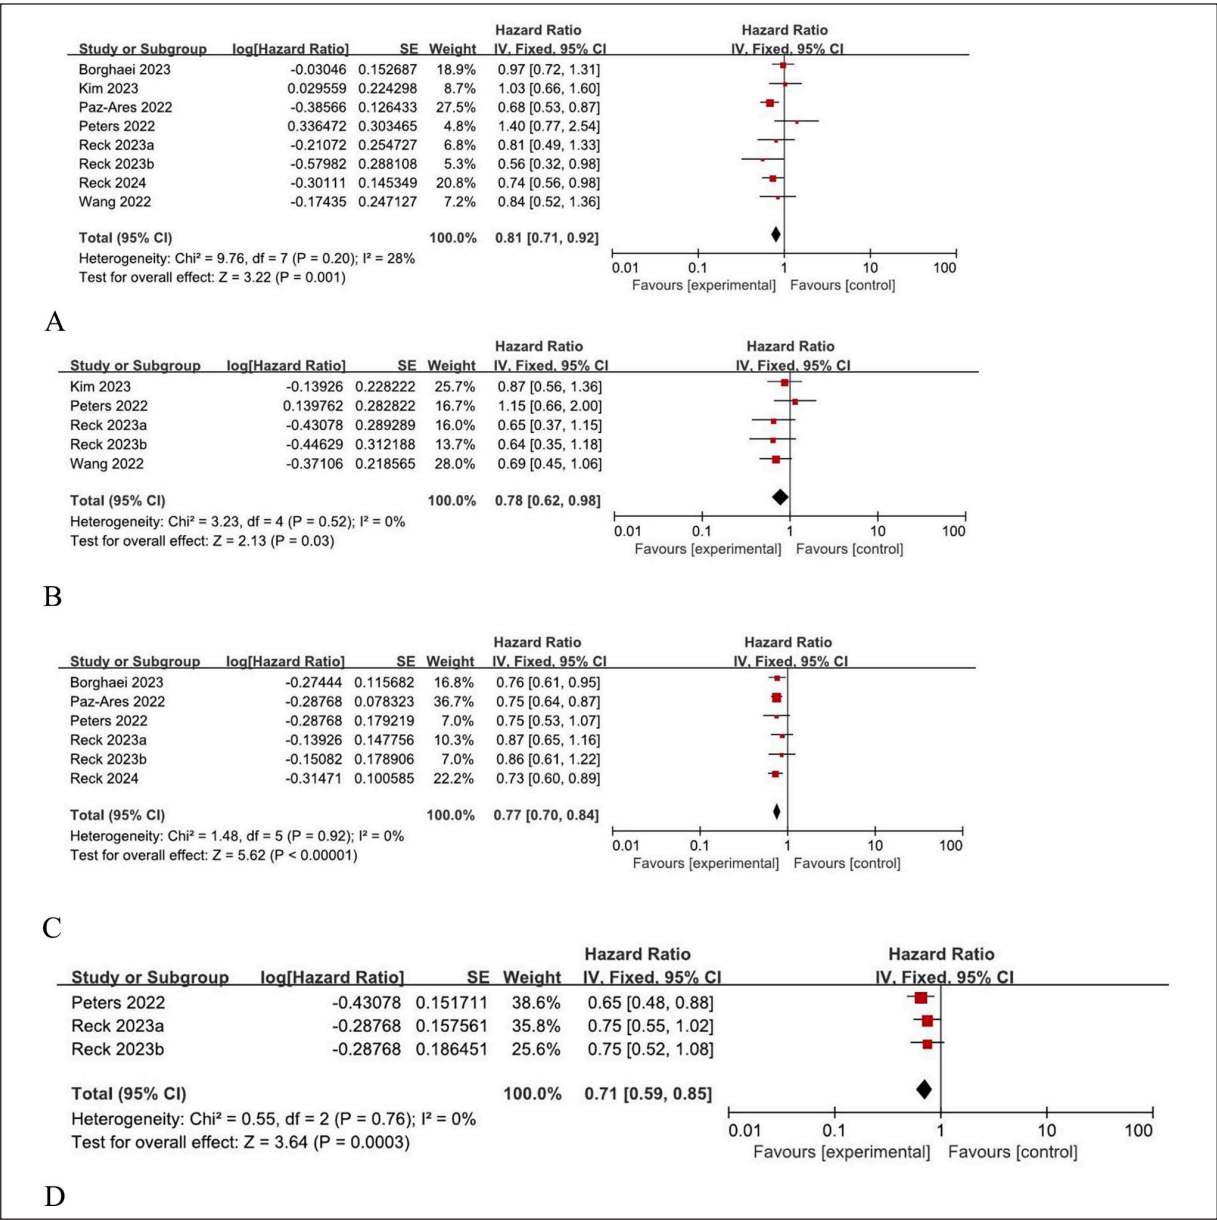 Hazard Ratio Hazard Ratio
Study or Subgroup log[Hazard Ratio] SE Weight IV, Fixed, 95% CI IV, Fixed, 95% CI
Borghaei 2023 -0.03046 0.152687 18.9% 0.97 [0.72, 1.31]
Kim 2023 0.029559 0.224298 8.7% 1.03 [0.66, 1.60]
Paz-Ares 2022 -0.38566 0.126433 27.5% 0.68 [0.53, 0.87]
Peters 2022 0.336472 0.303465 4.8% 1.40 [0.77, 2.54]
Reck 2023a -0.21072 0.254727 6.8% 0.81 [0.49, 1.33]
Reck 2023b -0.57982 0.288108 5.3% 0.56 [0.32, 0.98]
Reck 2024 -0.30111 0.145349 20.8% 0.74 [0.56, 0.98]
Wang 2022 -0.17435 0.247127 7.2% 0.84 [0.52, 1.36]
Total (95% CI) 100.0% 0.81 [0.71, 0.92]
Heterogeneity: Chi² = 9.76, df = 7 (P = 0.20); I² = 28%
Test for overall effect: Z = 3.22 (P = 0.001)
0.01 0.1 1 10 100
Favours [experimental] Favours [control]
A
Hazard Ratio Hazard Ratio
Study or Subgroup log[Hazard Ratio] SE Weight IV, Fixed, 95% CI IV, Fixed, 95% CI
Kim 2023 -0.13926 0.228222 25.7% 0.87 [0.56, 1.36]
Peters 2022 0.139762 0.282822 16.7% 1.15 [0.66, 2.00]
Reck 2023a -0.43078 0.289289 16.0% 0.65 [0.37, 1.15]
Reck 2023b -0.44629 0.312188 13.7% 0.64 [0.35, 1.18]
Wang 2022 -0.37106 0.218565 28.0% 0.69 [0.45, 1.06]
Total (95% CI) 100.0% 0.78 [0.62, 0.98]
Heterogeneity: Chi² = 3.23, df = 4 (P = 0.52); I² = 0%
Test for overall effect: Z = 2.13 (P = 0.03)
0.01 0.1 1 10 100
Favours [experimental] Favours [control]
B
Hazard Ratio Hazard Ratio
Study or Subgroup log[Hazard Ratio] SE Weight IV, Fixed, 95% CI IV, Fixed, 95% CI
Borghaei 2023 -0.27444 0.115682 16.8% 0.76 [0.61, 0.95]
Paz-Ares 2022 -0.28768 0.078323 36.7% 0.75 [0.64, 0.87]
Peters 2022 -0.28768 0.179219 7.0% 0.75 [0.53, 1.07]
Reck 2023a -0.13926 0.147756 10.3% 0.87 [0.65, 1.16]
Reck 2023b -0.15082 0.178906 7.0% 0.86 [0.61, 1.22]
Reck 2024 -0.31471 0.100585 22.2% 0.73 [0.60, 0.89]
Total (95% CI) 100.0% 0.77 [0.70, 0.84]
Heterogeneity: Chi² = 1.48, df = 5 (P = 0.92); I² = 0%
Test for overall effect: Z = 5.62 (P < 0.00001)
0.01 0.1 1 10 100
Favours [experimental] Favours [control]
C
Hazard Ratio Hazard Ratio
Study or Subgroup log[Hazard Ratio] SE Weight IV, Fixed, 95% CI IV, Fixed, 95% CI
Peters 2022 -0.43078 0.151711 38.6% 0.65 [0.48, 0.88]
Reck 2023a -0.28768 0.157561 35.8% 0.75 [0.55, 1.02]
Reck 2023b -0.28768 0.186451 25.6% 0.75 [0.52, 1.08]
Total (95% CI) 100.0% 0.71 [0.59, 0.85]
Heterogeneity: Chi² = 0.55, df = 2 (P = 0.76); I² = 0%
Test for overall effect: Z = 3.64 (P = 0.0003)
0.01 0.1 1 10 100
Favours [experimental] Favours [control]
D